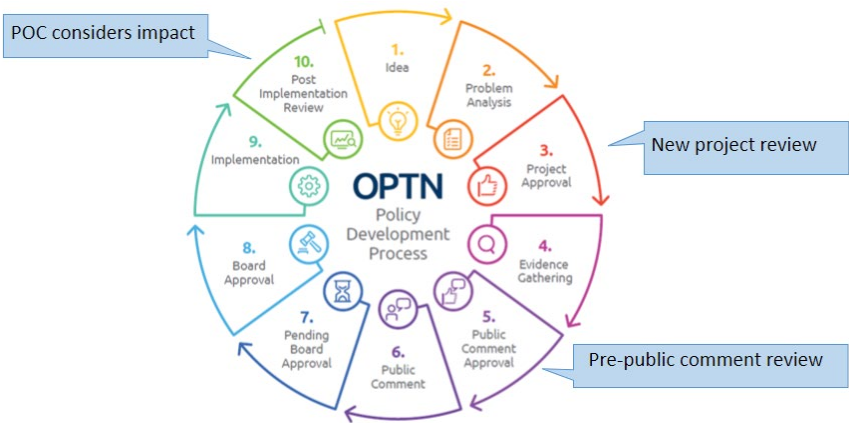 POC considers impact
1.
Idea
2.
Problem
Analysis
New project review
3.
Project
Approval
4.
Evidence
Gathering
Pre-public comment review
5.
Public
Comment
Approval
6.
Public
Comment
7.
Pending
Board
Approval
8.
Board
Approval
9.
Implementation
10.
Post
Implementation
Review
OPTN
Policy
Development
Process